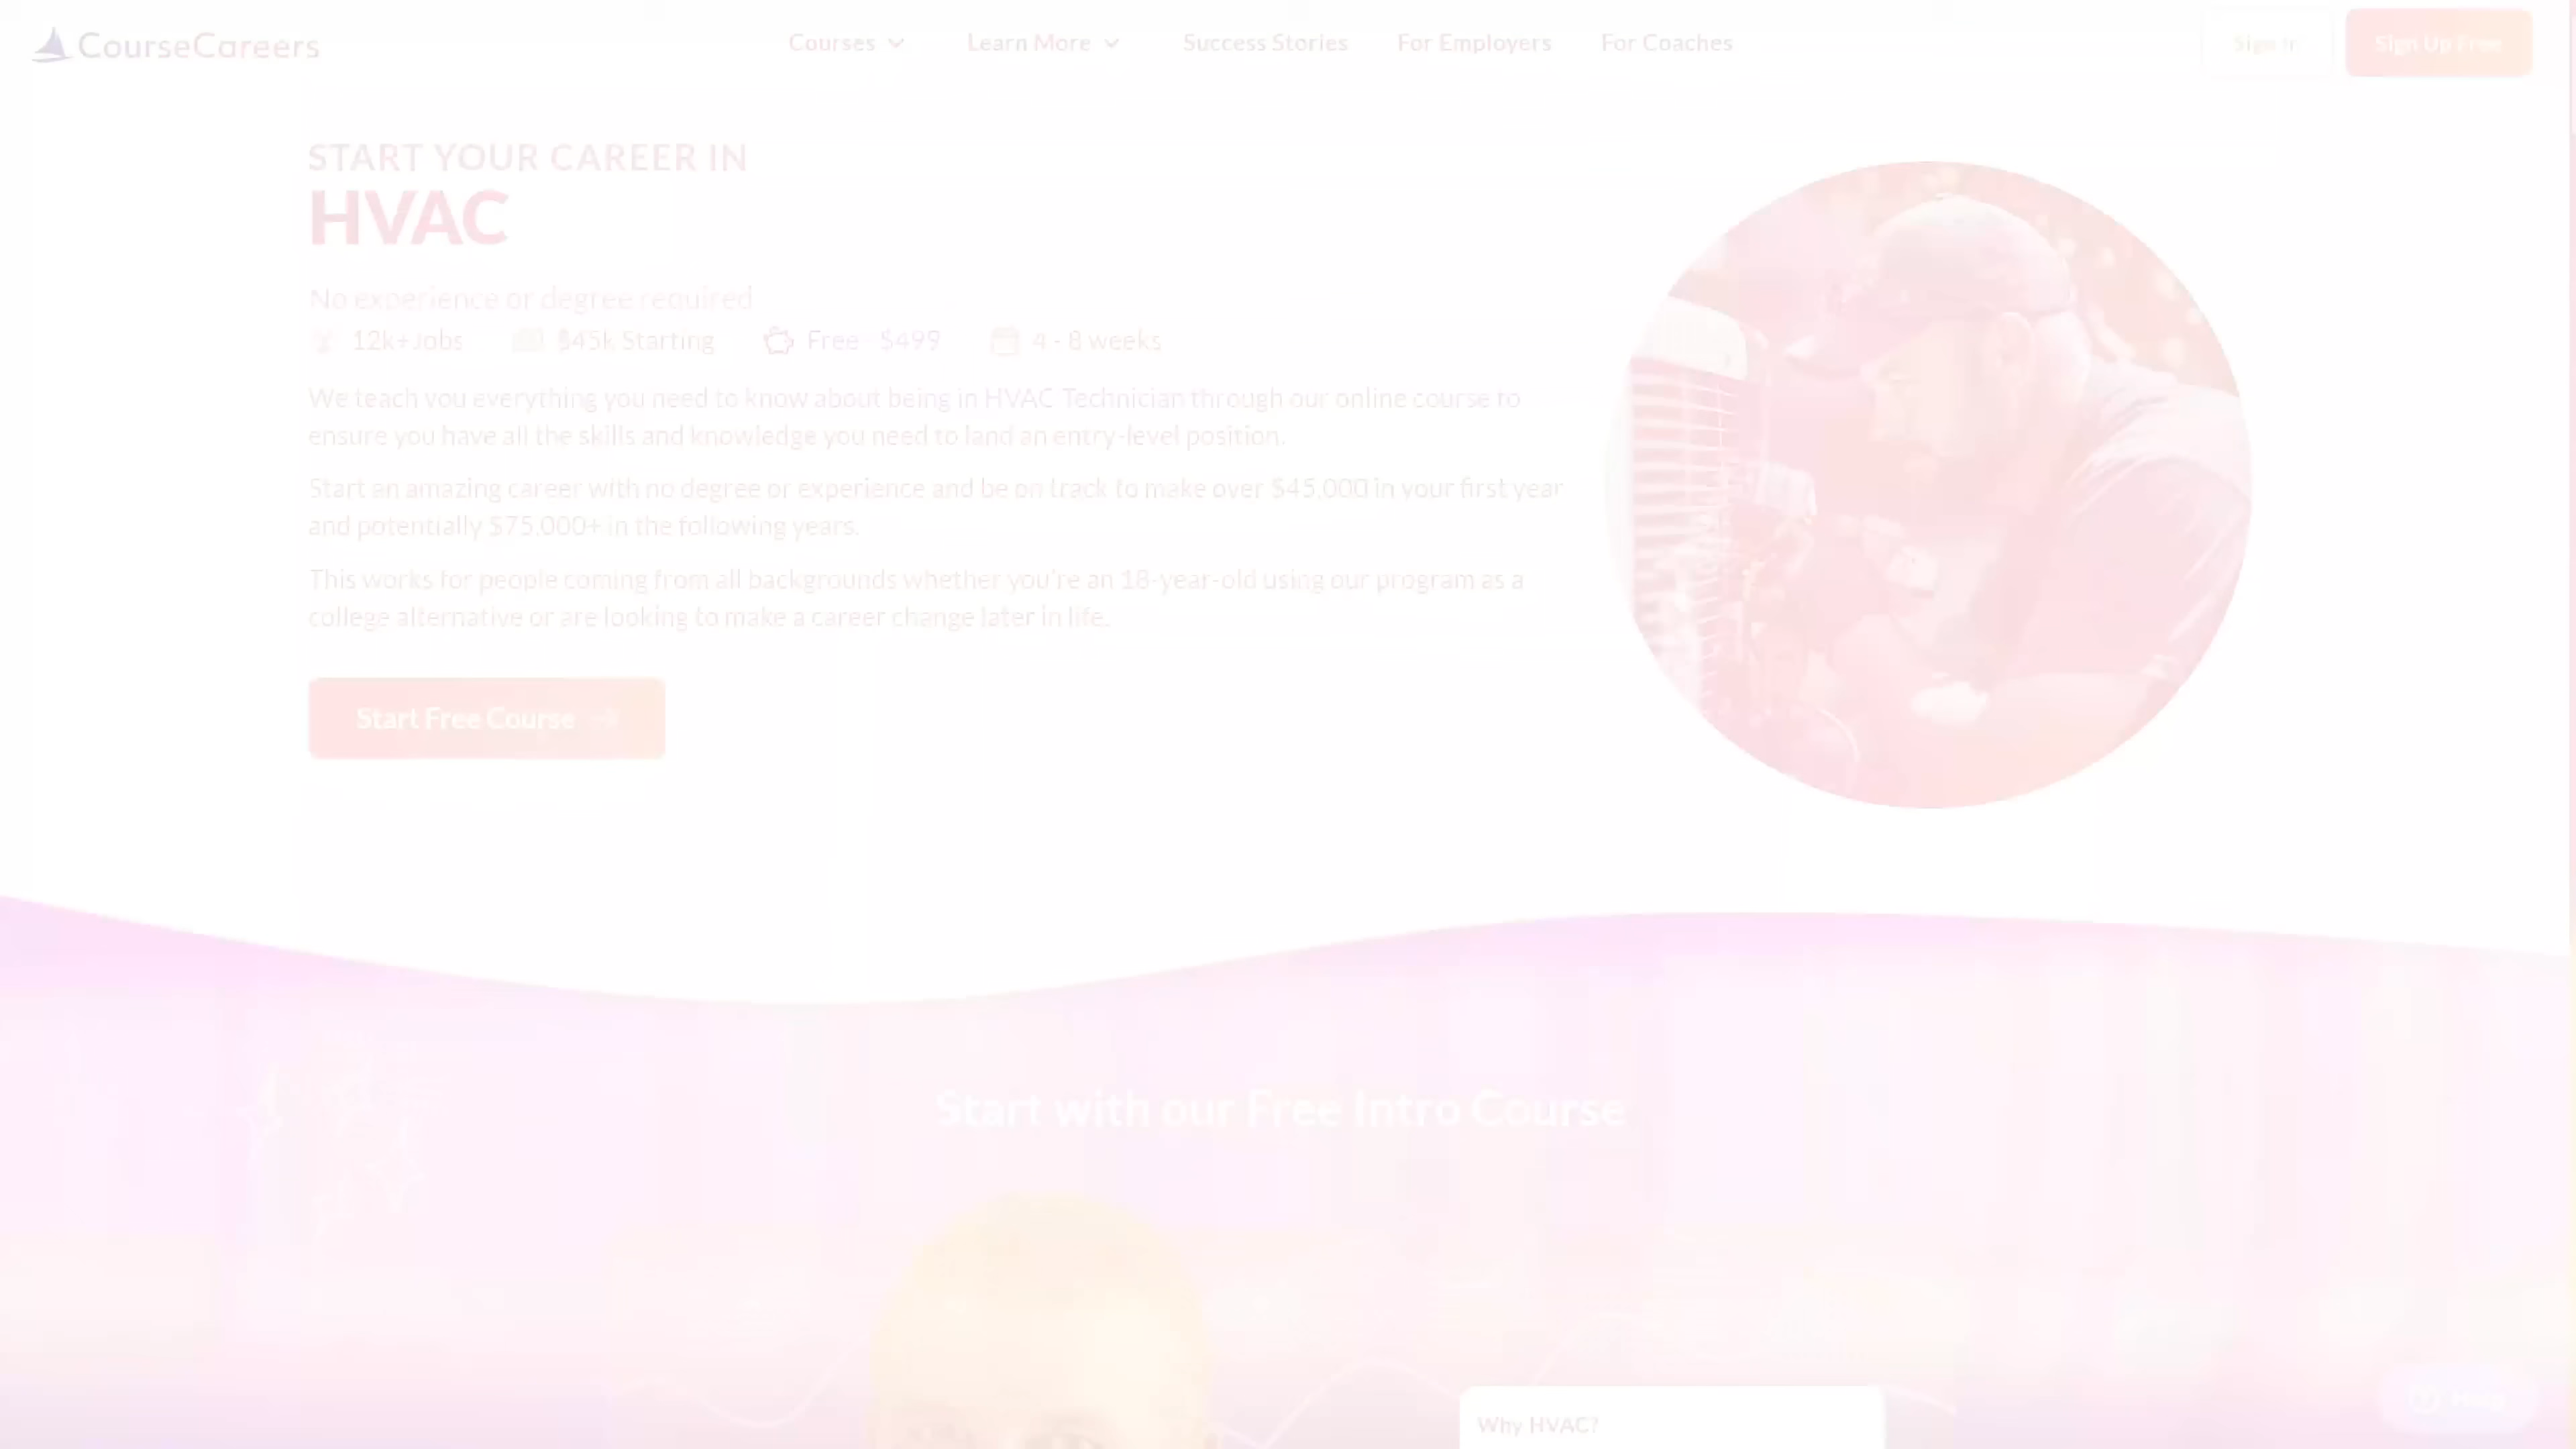 CourseCareers
Courses
Learn More
Success Stories
For Employers
For Coaches
Sign In
Sign Up Free
START YOUR CAREER IN
HVAC
No experience or degree required
12k+ Jobs
$45k Starting
Free - $499
4 - 8 weeks
We teach you everything you need to know about being in HVAC Technician through our online course to
ensure you have all the skills and knowledge you need to land an entry-level position.
Start an amazing career with no degree or experience and be on track to make over $45,000 in your first year
and potentially $75,000+ in the following years.
This works for people coming from all backgrounds whether you're an 18-year-old using our program as a
college alternative or are looking to make a career change later in life.
Start Free Course
Start with our Free Intro Course
Why HVAC?